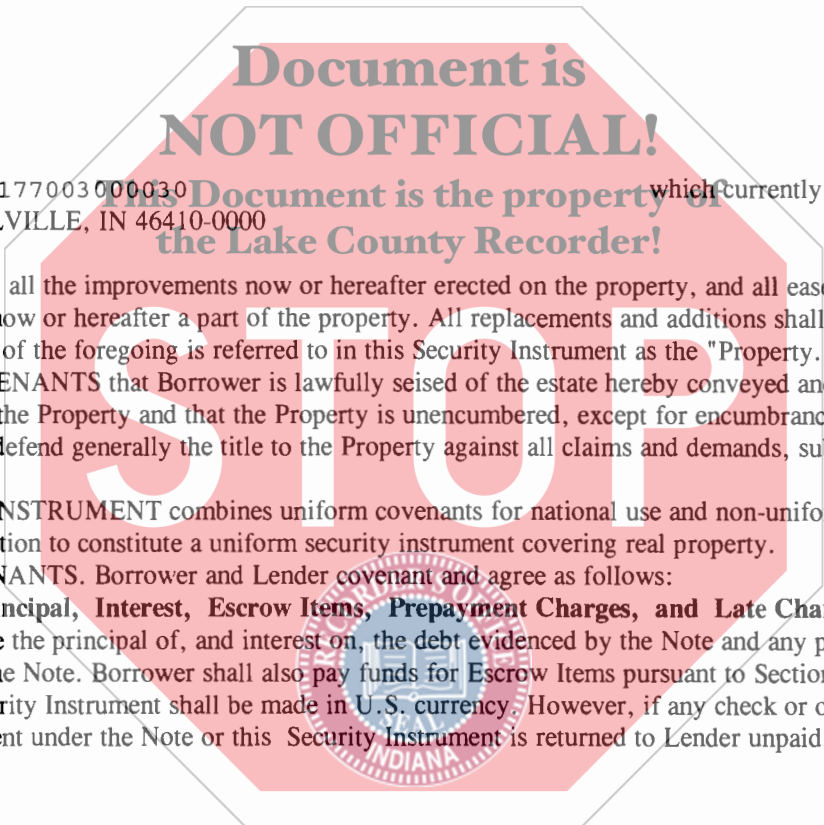 Document is
NOT OFFICIAL!
177003000030 which currently
This Document is the property of
LVILLE, IN 46410-0000
the Lake County Recorder!
all the improvements now or hereafter erected on the property, and all ease
now or hereafter a part of the property. All replacements and additions shall
of the foregoing is referred to in this Security Instrument as the "Property.
ENANTS that Borrower is lawfully seised of the estate hereby conveyed an
the Property and that the Property is unencumbered, except for encumbranc
defend generally the title to the Property against all claims and demands, su
STOP
NSTRUMENT combines uniform covenants for national use and non-unifo
tion to constitute a uniform security instrument covering real property.
NANTS. Borrower and Lender covenant and agree as follows:
ncipal, Interest, Escrow Items, Prepayment Charges, and Late Char
e the principal of, and interest on, the debt evidenced by the Note and any p
he Note. Borrower shall also pay funds for Escrow Items pursuant to Section
rity Instrument shall be made in U.S. currency. However, if any check or o
ent under the Note or this Security Instrument is returned to Lender unpaid
RECORDER'S OFFICE
SEAL
INDIANA